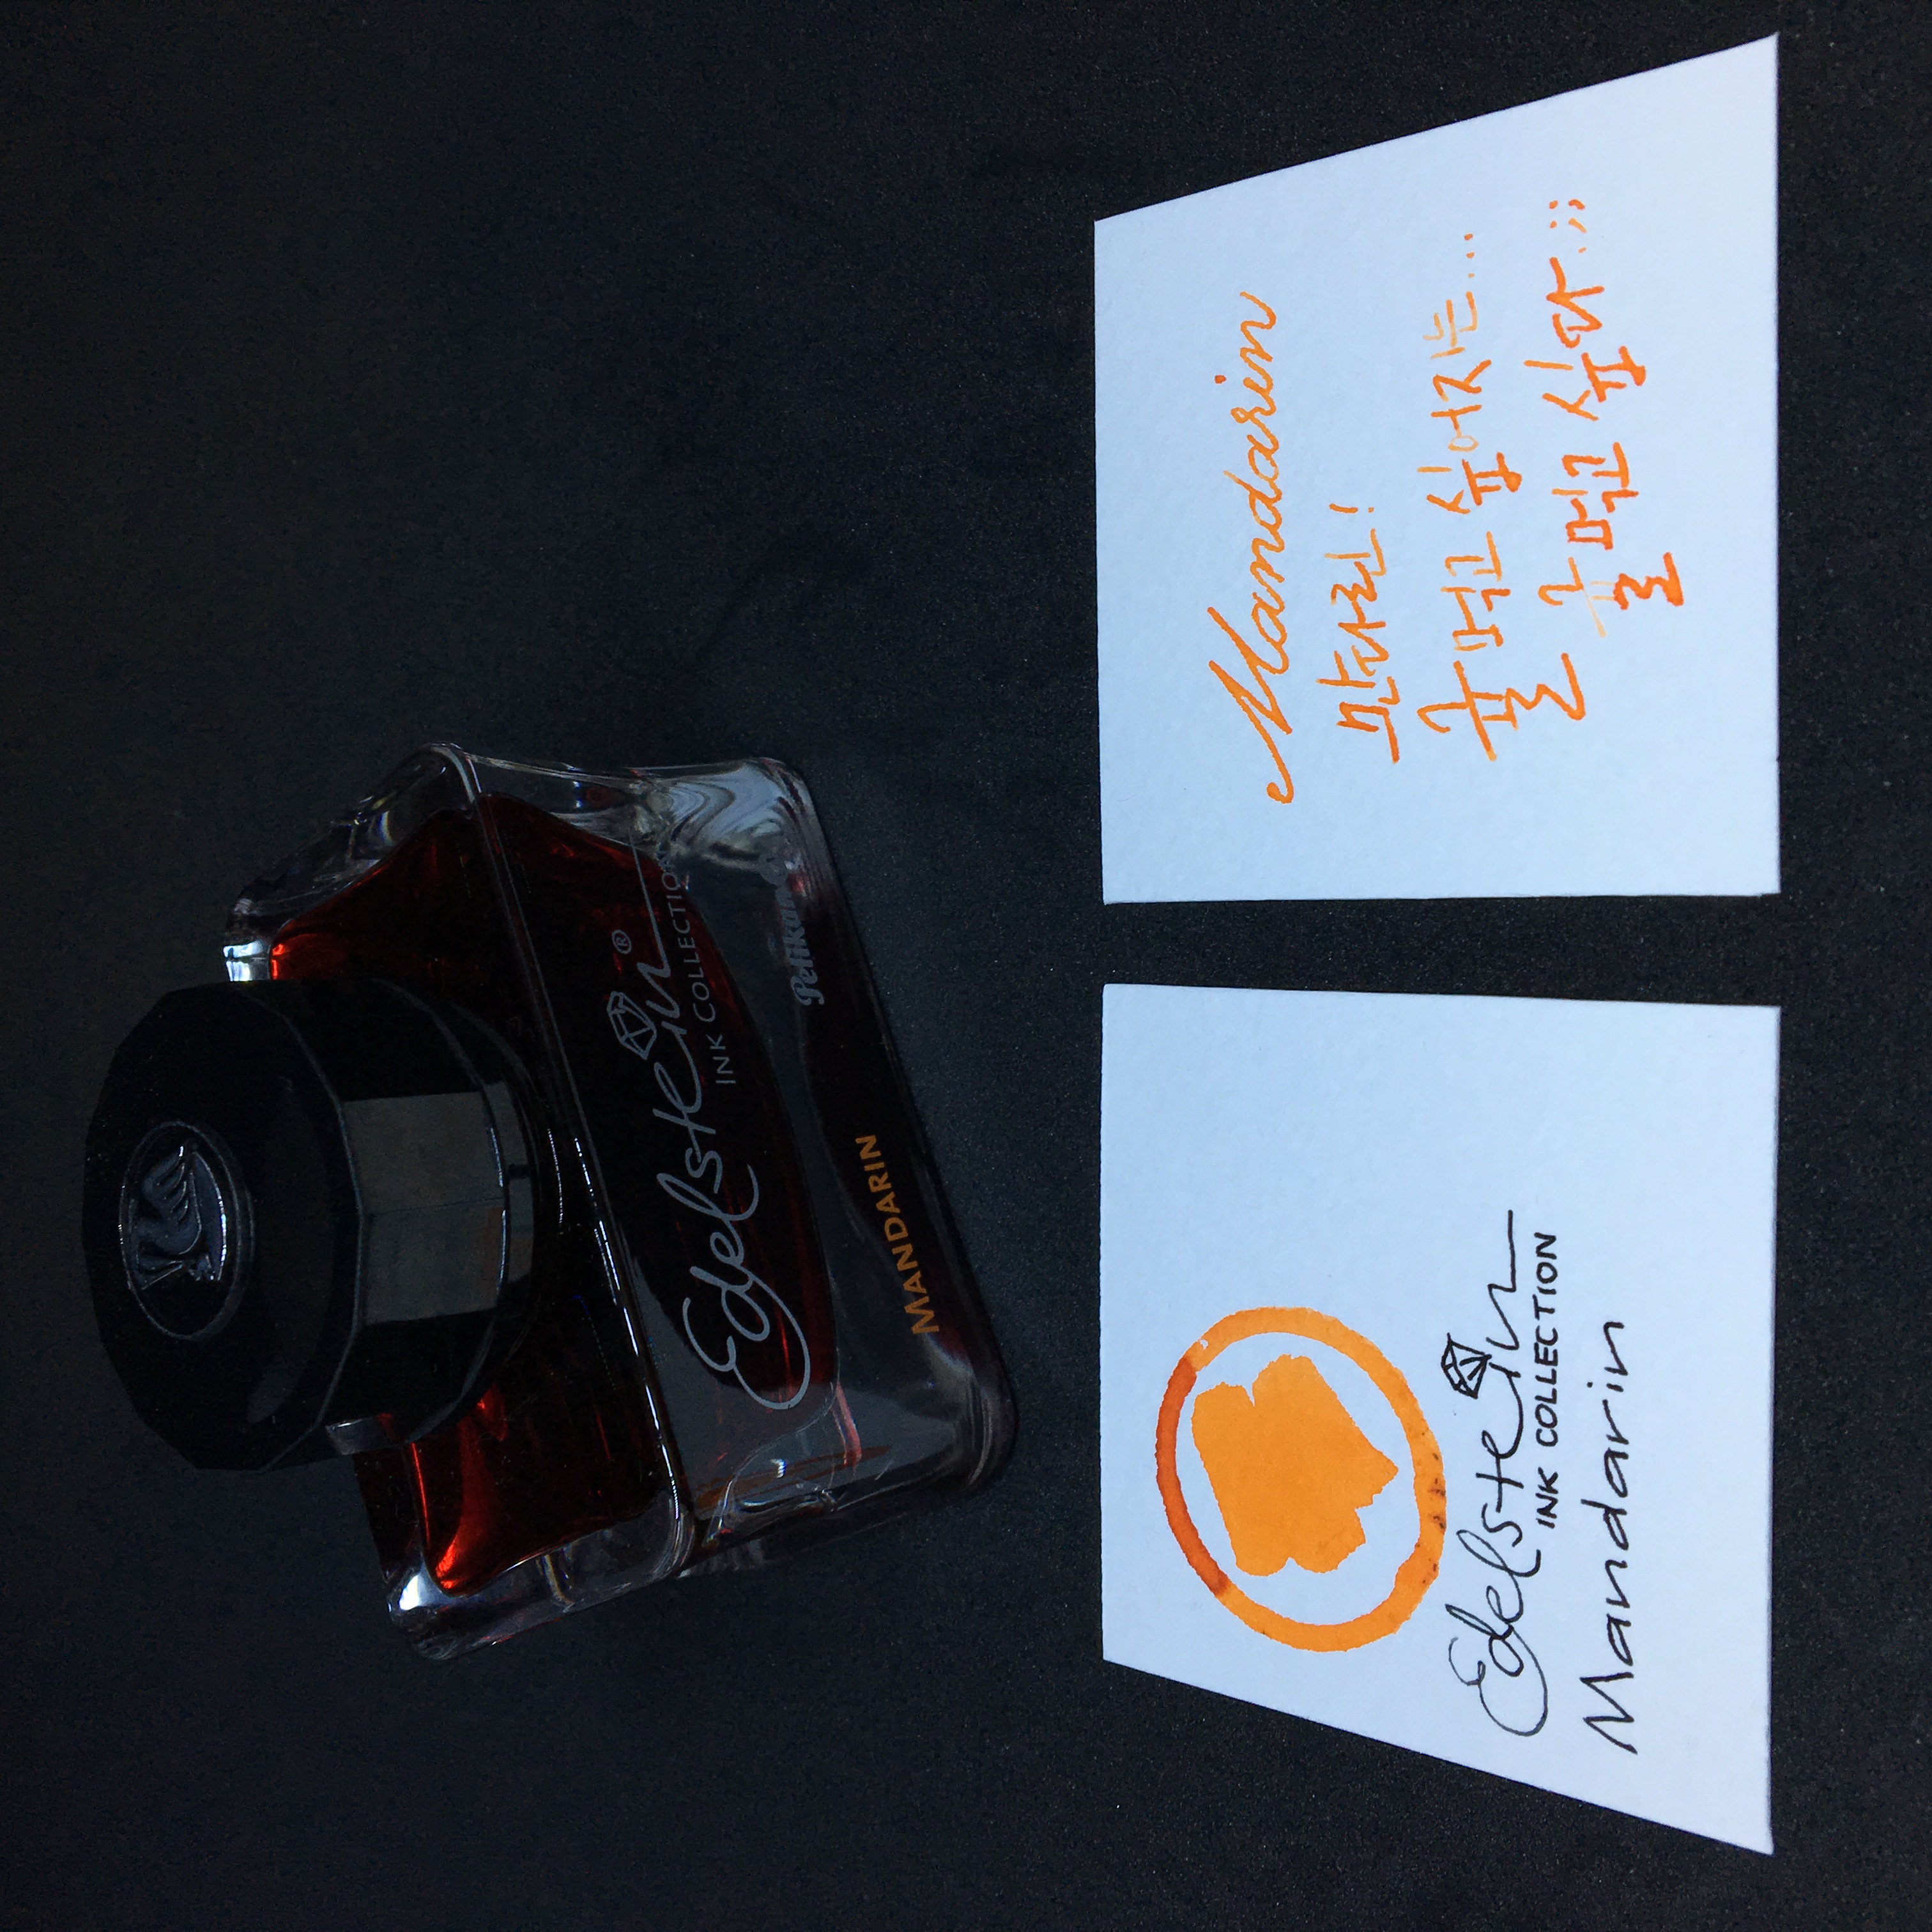 Edelstein®
INK COLLECTION
Pelikan
MANDARIN
Edelstein
INK COLLECTION
Mandarin
Mandarin
만다린!
귤 먹고 싶어지는...
귤 먹고 싶다.;;